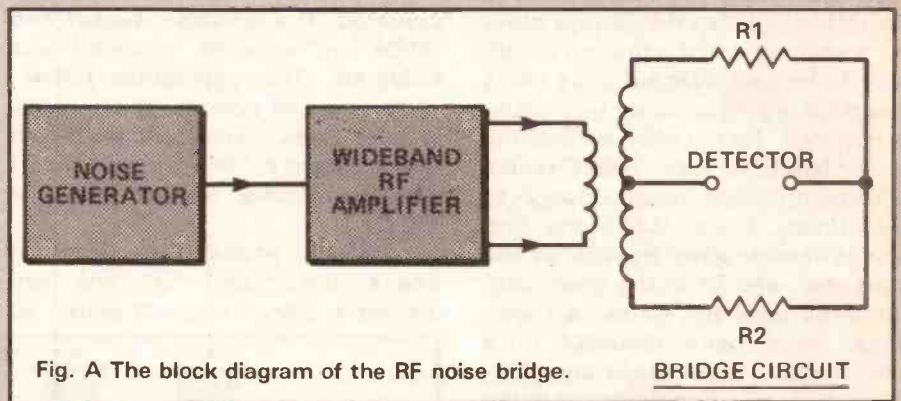 R1
NOISE
GENERATOR
WIDEBAND
RF
AMPLIFIER
DETECTOR
R2
Fig. A The block diagram of the RF noise bridge.
BRIDGE CIRCUIT